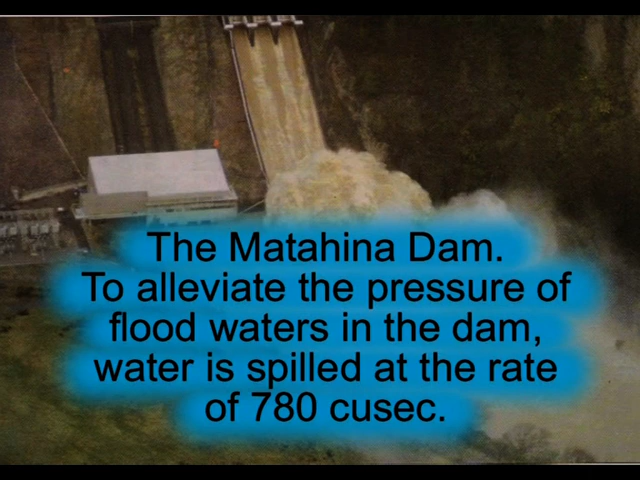 The Matahina Dam.
To alleviate the pressure of
flood waters in the dam,
water is spilled at the rate
of 780 cusec.